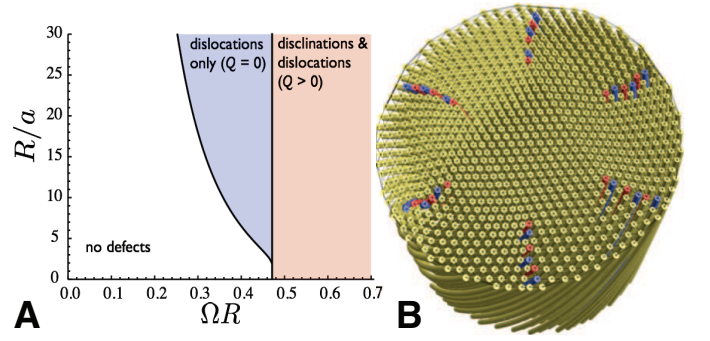 30
25
20
15
10
5
0
R/a
dislocations
only (Q = 0)
disclinations &
dislocations
(Q > 0)
no defects
0.0 0.1 0.2 0.3 0.4 0.5 0.6 0.7
ΩR
A
B